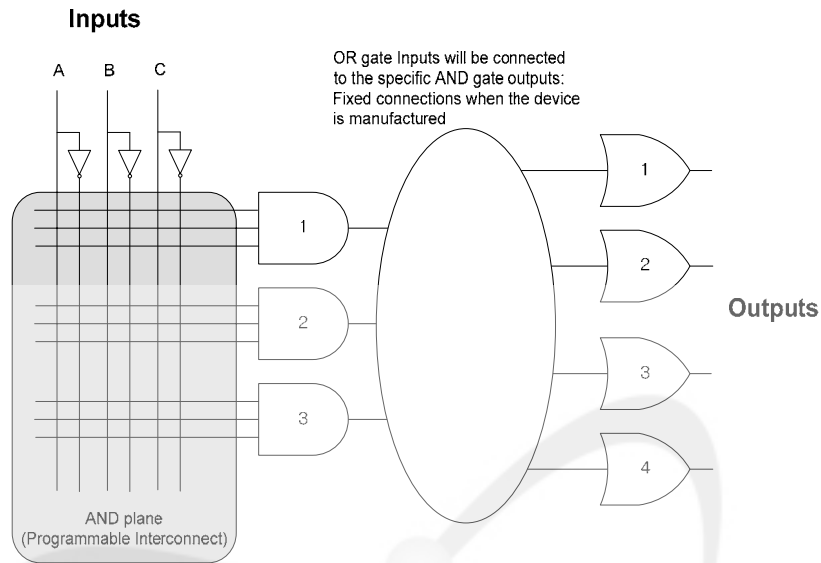 Inputs
A B C
OR gate Inputs will be connected
to the specific AND gate outputs:
Fixed connections when the device
is manufactured
1
2
3
1
2
3
4
Outputs
AND plane
(Programmable Interconnect)